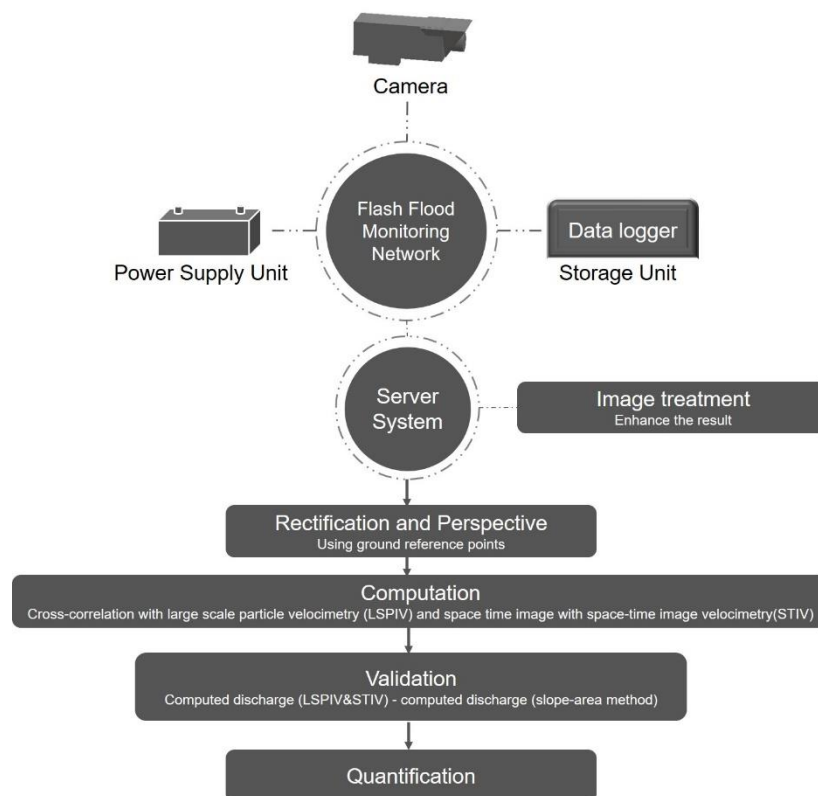 Camera
Flash Flood
Monitoring
Network
Power Supply Unit
Data logger
Storage Unit
Server
System
Image treatment
Enhance the result
Rectification and Perspective
Using ground reference points
Computation
Cross-correlation with large scale particle velocimetry (LSPIV) and space time image with space-time image velocimetry(STIV)
Validation
Computed discharge (LSPIV&STIV) - computed discharge (slope-area method)
Quantification